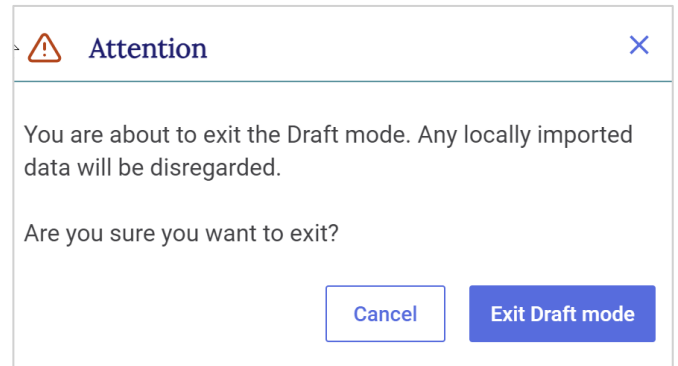 Attention
You are about to exit the Draft mode. Any locally imported
data will be disregarded.
Are you sure you want to exit?
Cancel
Exit Draft mode